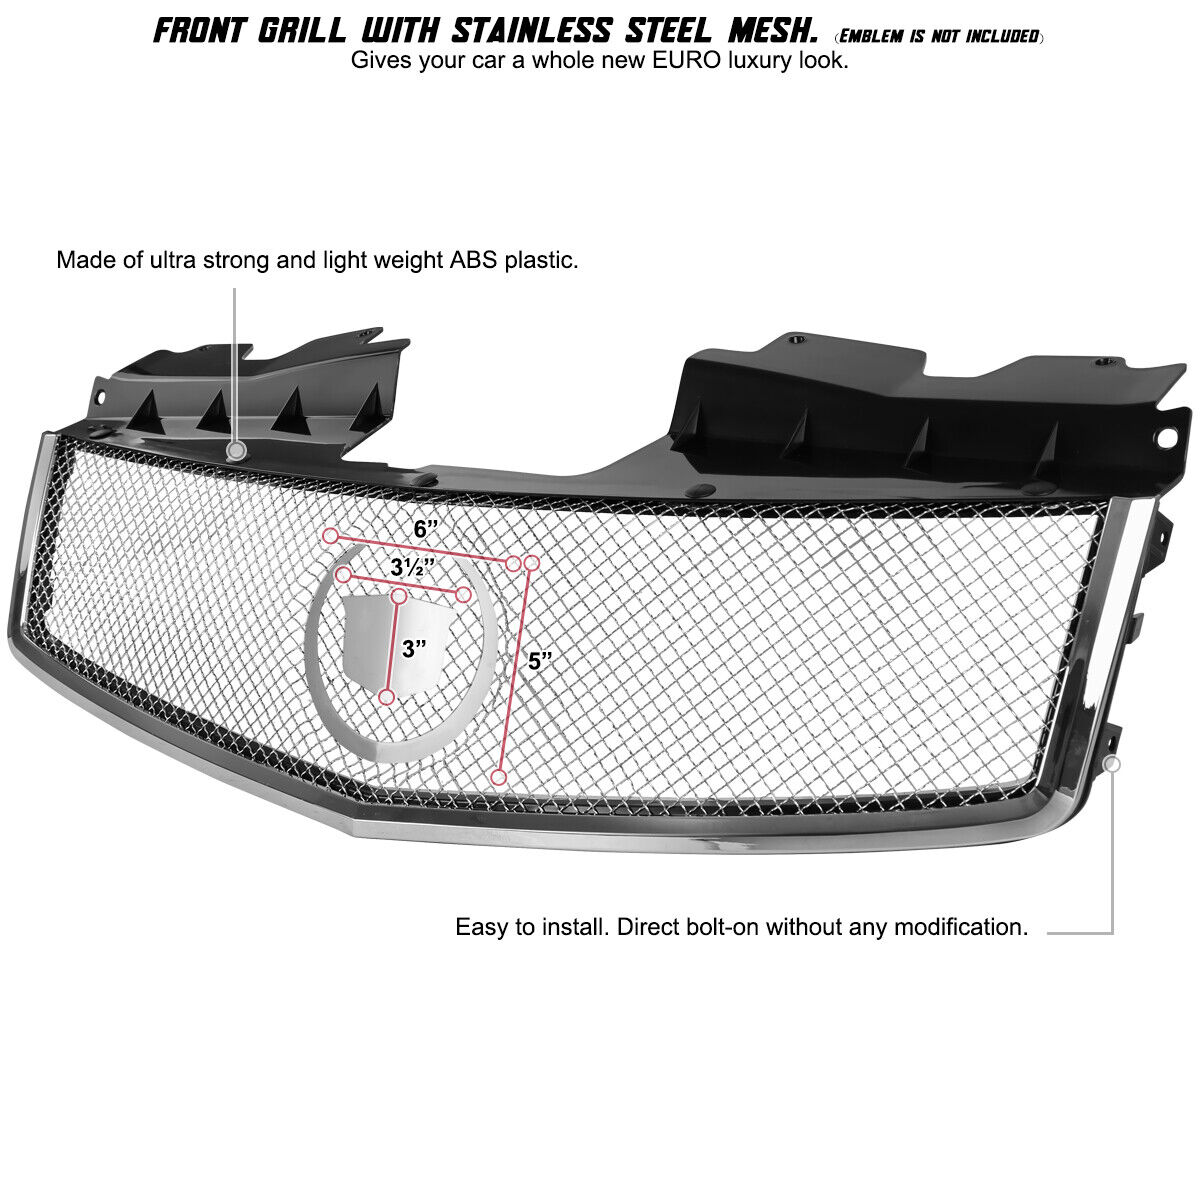 FRONT GRILL WITH STAINLESS STEEL MESH. (EMBLEM IS NOT INCLUDED)
Gives your car a whole new EURO luxury look.
Made of ultra strong and light weight ABS plastic.
6”
3½”
3”
5”
Easy to install. Direct bolt-on without any modification.